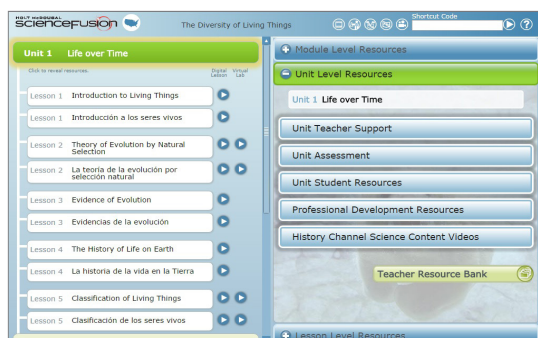 HOLT McDOUGAL
sciencefusion
The Diversity of Living Things
Shortcut Code
Unit 1 Life over Time
Click to reveal resources.
Digital Lesson
Virtual Lab
Lesson 1 Introduction to Living Things
Lesson 1 Introducción a los seres vivos
Lesson 2 Theory of Evolution by Natural
Selection
Lesson 2 La teoría de la evolución por
selección natural
Lesson 3 Evidence of Evolution
Lesson 3 Evidencias de la evolución
Lesson 4 The History of Life on Earth
Lesson 4 La historia de la vida en la Tierra
Lesson 5 Classification of Living Things
Lesson 5 Clasificación de los seres vivos
Module Level Resources
Unit Level Resources
Unit 1 Life over Time
Unit Teacher Support
Unit Assessment
Unit Student Resources
Professional Development Resources
History Channel Science Content Videos
Teacher Resource Bank
Lesson Level Resources